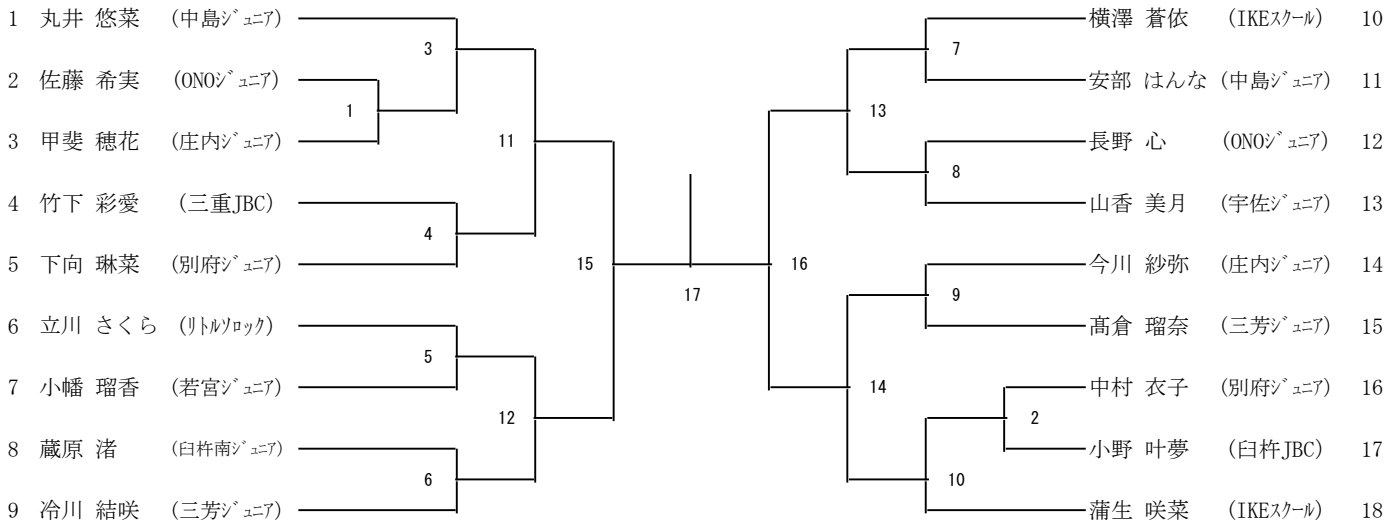 1 丸井 悠菜 (中島ジュニア)
3
2 佐藤 希実 (ONOジュニア)
1
3 甲斐 穂花 (庄内ジュニア)
11
4 竹下 彩愛 (三重JBC)
4
5 下向 琳菜 (別府ジュニア)
15
6 立川 さくら (リトルロック)
5
7 小幡 瑠香 (若宮ジュニア)
12
8 蔵原 渚 (臼杵南ジュニア)
6
9 冷川 結咲 (三芳ジュニア)
17
横澤 蒼依 (IKEスクール) 10
7
安部 はんな (中島ジュニア) 11
13
長野 心 (ONOジュニア) 12
8
山香 美月 (宇佐ジュニア) 13
16
今川 紗弥 (庄内ジュニア) 14
9
髙倉 瑠奈 (三芳ジュニア) 15
14
中村 衣子 (別府ジュニア) 16
2
小野 叶夢 (臼杵JBC) 17
10
蒲生 咲菜 (IKEスクール) 18